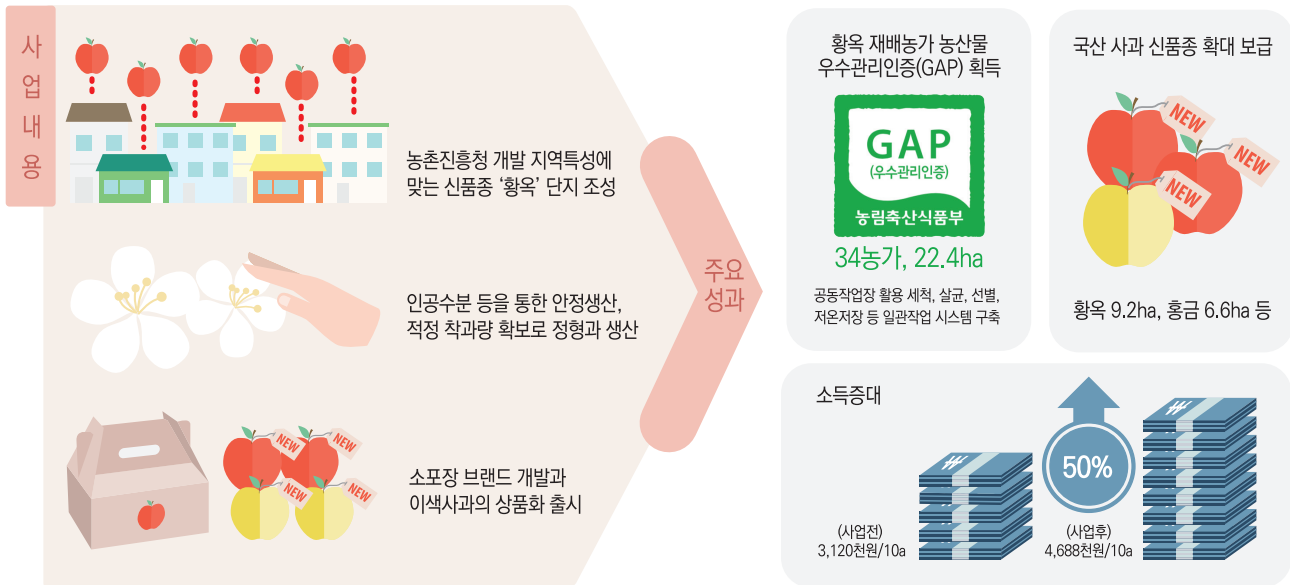 사업내용
농촌진흥청 개발 지역특성에
맞는 신품종 ‘황옥’ 단지 조성
인공수분 등을 통한 안정생산,
적정 착과량 확보로 정형과 생산
NEW
NEW
NEW
NEW
소포장 브랜드 개발과
이색사과의 상품화 출시
주요
성과
황옥 재배농가 농산물
우수관리인증(GAP) 획득
GAP
(우수관리인증)
농림축산식품부
34농가, 22.4ha
공동작업장 활용 세척, 살균, 선별,
저온저장 등 일관작업 시스템 구축
국산 사과 신품종 확대 보급
NEW
NEW
NEW
황옥 9.2ha, 홍금 6.6ha 등
소득증대
(사업전)
3,120천원/10a
₩
50%
(사업후)
4,688천원/10a
₩